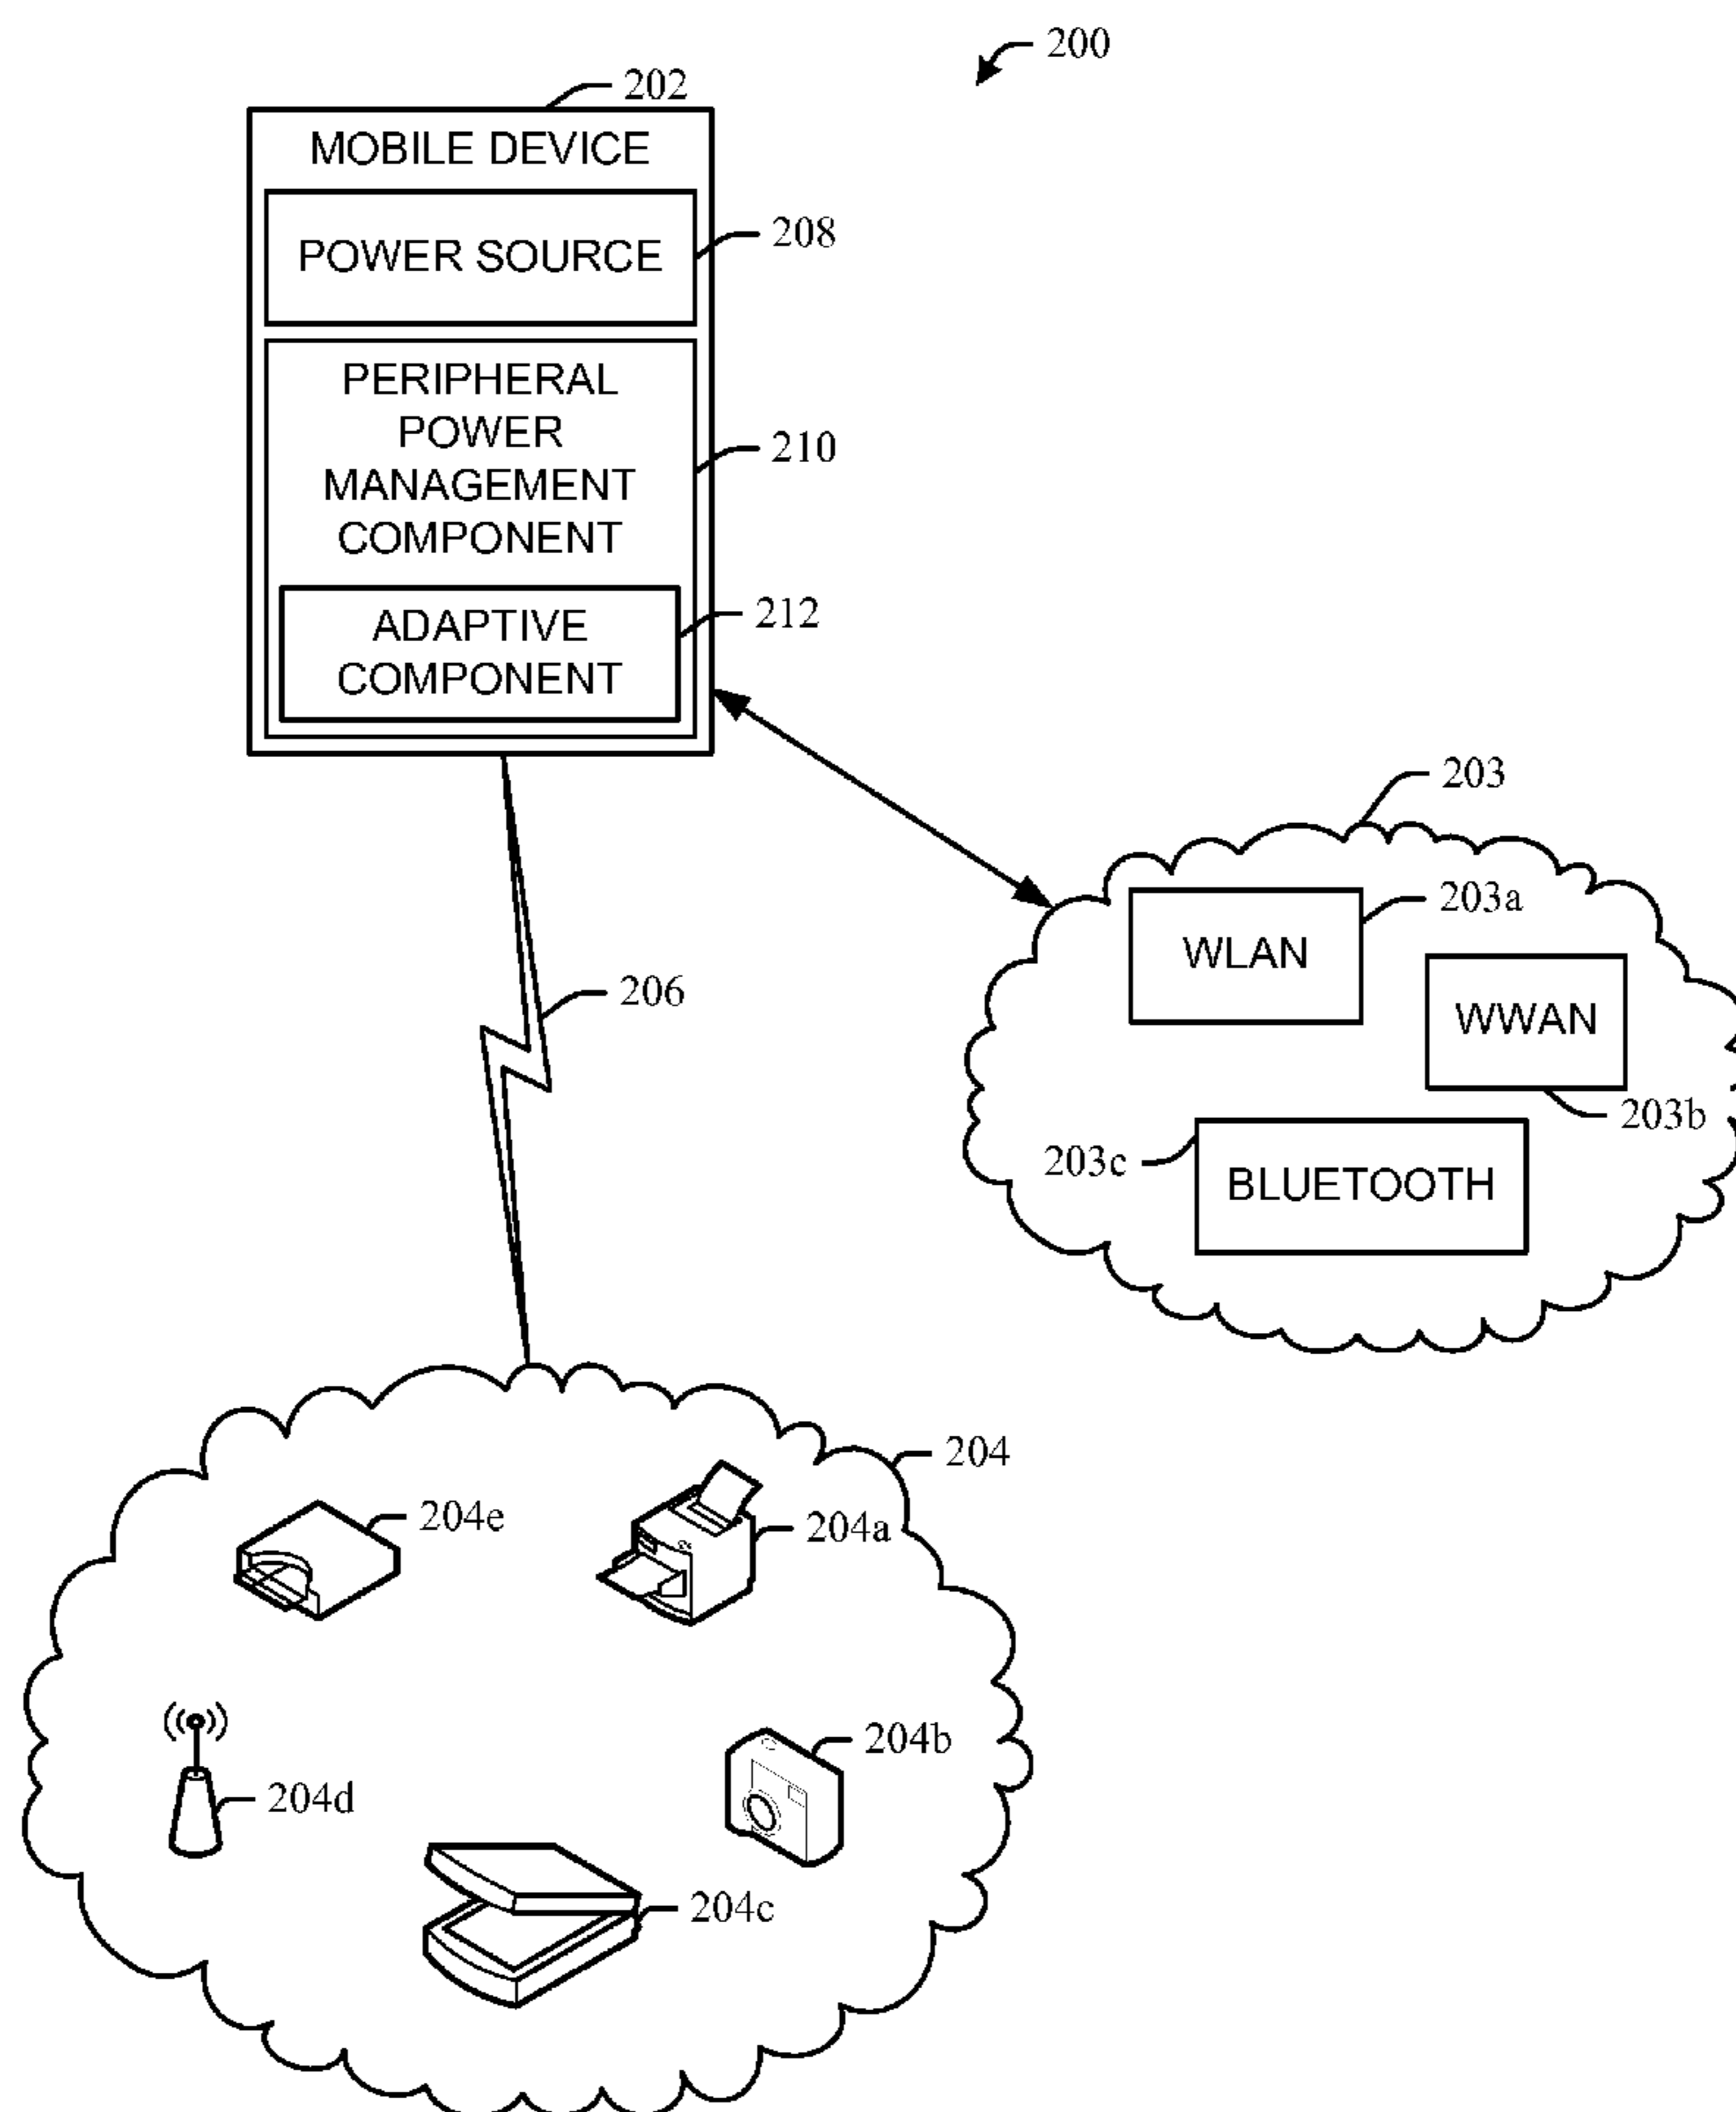 200
202
MOBILE DEVICE
POWER SOURCE
208
PERIPHERAL
POWER
MANAGEMENT
COMPONENT
210
ADAPTIVE
COMPONENT
212
203
WLAN
203a
WWAN
203b
203c
BLUETOOTH
206
204
204e
204a
204b
204d
204c